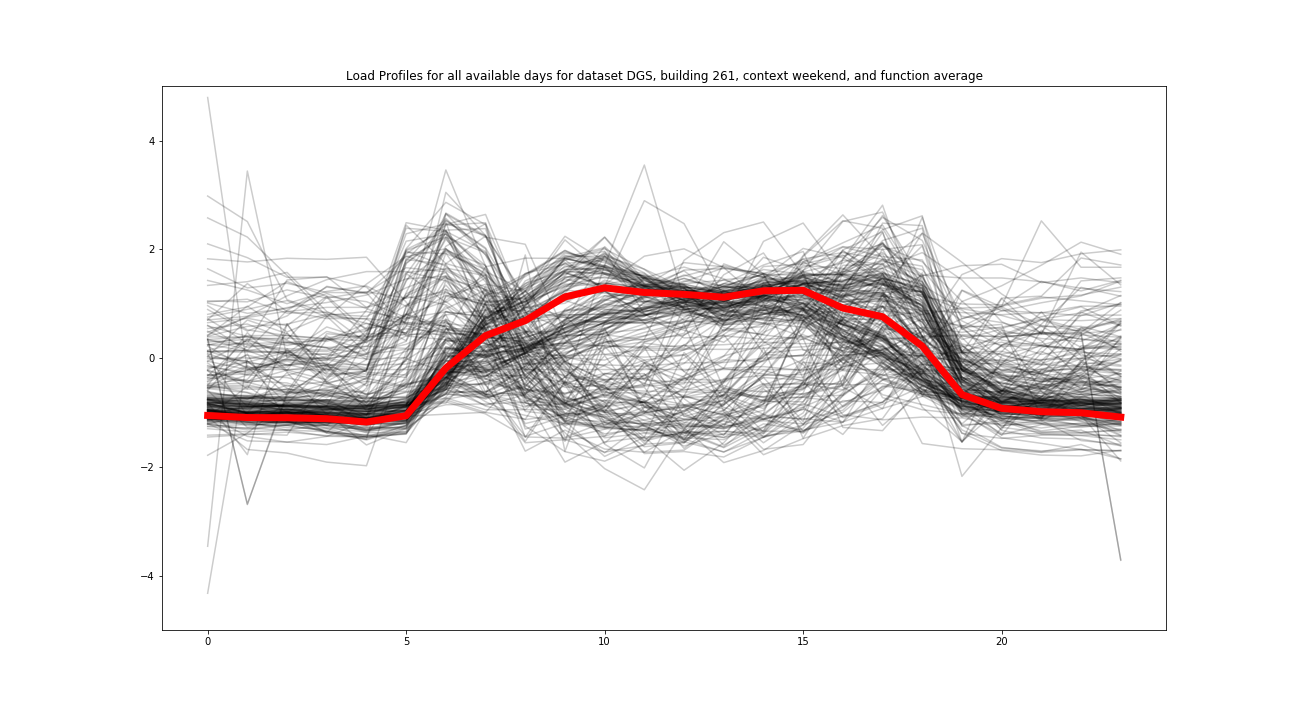 Load Profiles for all available days for dataset DGS, building 261, context weekend, and function average
4
2
0
−2
−4
0 5 10 15 20